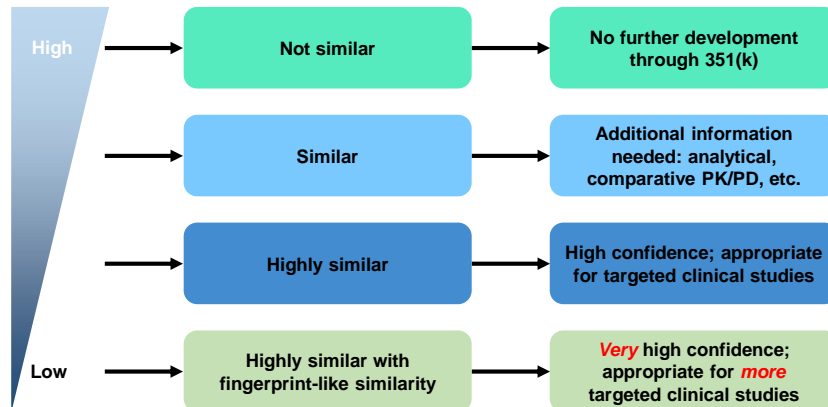 High
Not similar
No further development
through 351(k)
Similar
Additional information
needed: analytical,
comparative PK/PD, etc.
Highly similar
High confidence; appropriate
for targeted clinical studies
Low
Highly similar with
fingerprint-like similarity
Very high confidence;
appropriate for more
targeted clinical studies